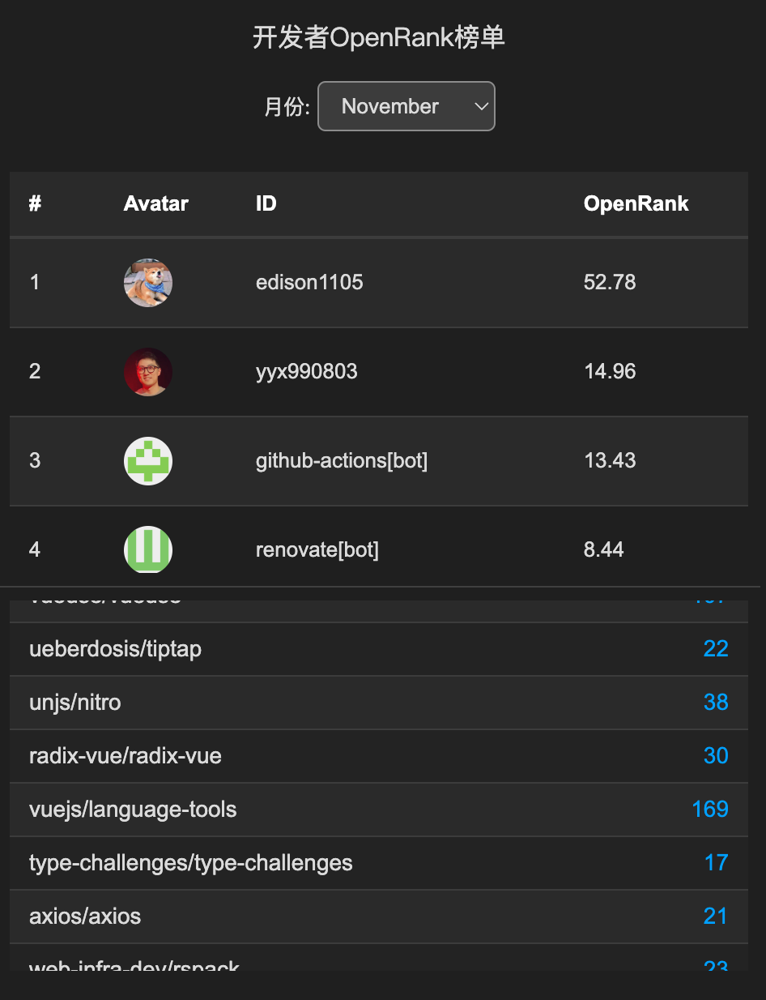 开发者OpenRank榜单
月份: November
# Avatar ID OpenRank
1 edison1105 52.78
2 yyx990803 14.96
3 github-actions[bot] 13.43
4 renovate[bot] 8.44
ueberdosis/tiptap 22
unjs/nitro 38
radix-vue/radix-vue 30
vuejs/language-tools 169
type-challenges/type-challenges 17
axios/axios 21
web-infra-dev/rspack 23